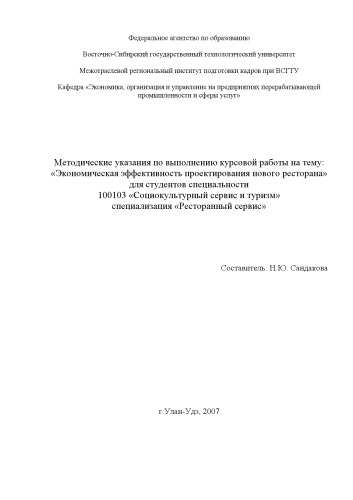 Федеральное агентство по образованию
Восточно-Сибирский государственный технологический университет
Межотраслевой региональный институт подготовки кадров при ВСГТУ
Кафедра «Экономика, организация и управление на предприятиях перерабатывающей
промышленности и сферы услуг»
Методические указания по выполнению курсовой работы на тему:
«Экономическая эффективность проектирования нового ресторана»
для студентов специальности
100103 «Социокультурный сервис и туризм»
специализация «Ресторанный сервис»
Составитель: Н.Ю. Сандакова
г.Улан-Удэ, 2007